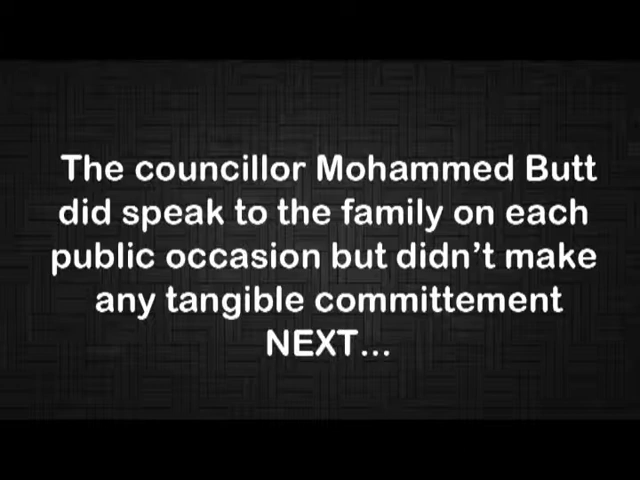 The councillor Mohammed Butt
did speak to the family on each
public occasion but didn't make
any tangible committement
NEXT...